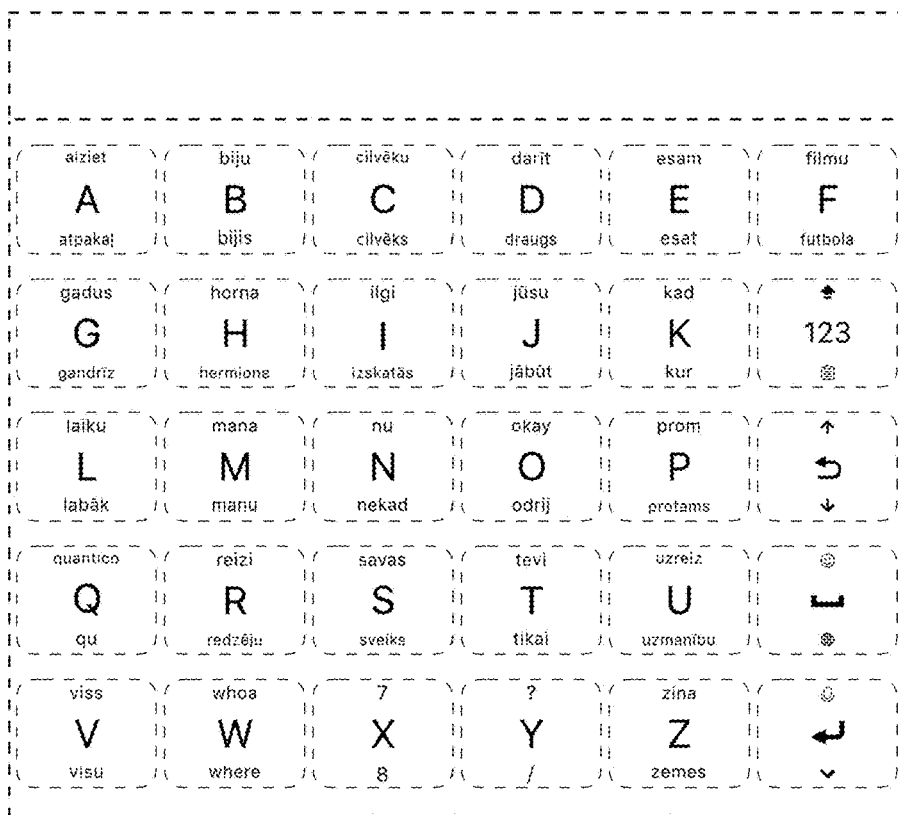 aiziet biju cilvēku darīt esam filmu
A B C D E F
atpakaļ bijis cilvēks draugs esat futbola
gadus horna ilgi jūsu kad
G H I J K 123
gandrīz hermione izskatās jābūt kur
laiku mana nu okay prom
L M N O P
labāk manu nekad odrij protams
quantico reizi savas tevi uzreiz
Q R S T U
qu redzēju sveiks tikai uzmanību
viss whoa 7 ? zina
V W X Y Z
visu where 8 / zemes